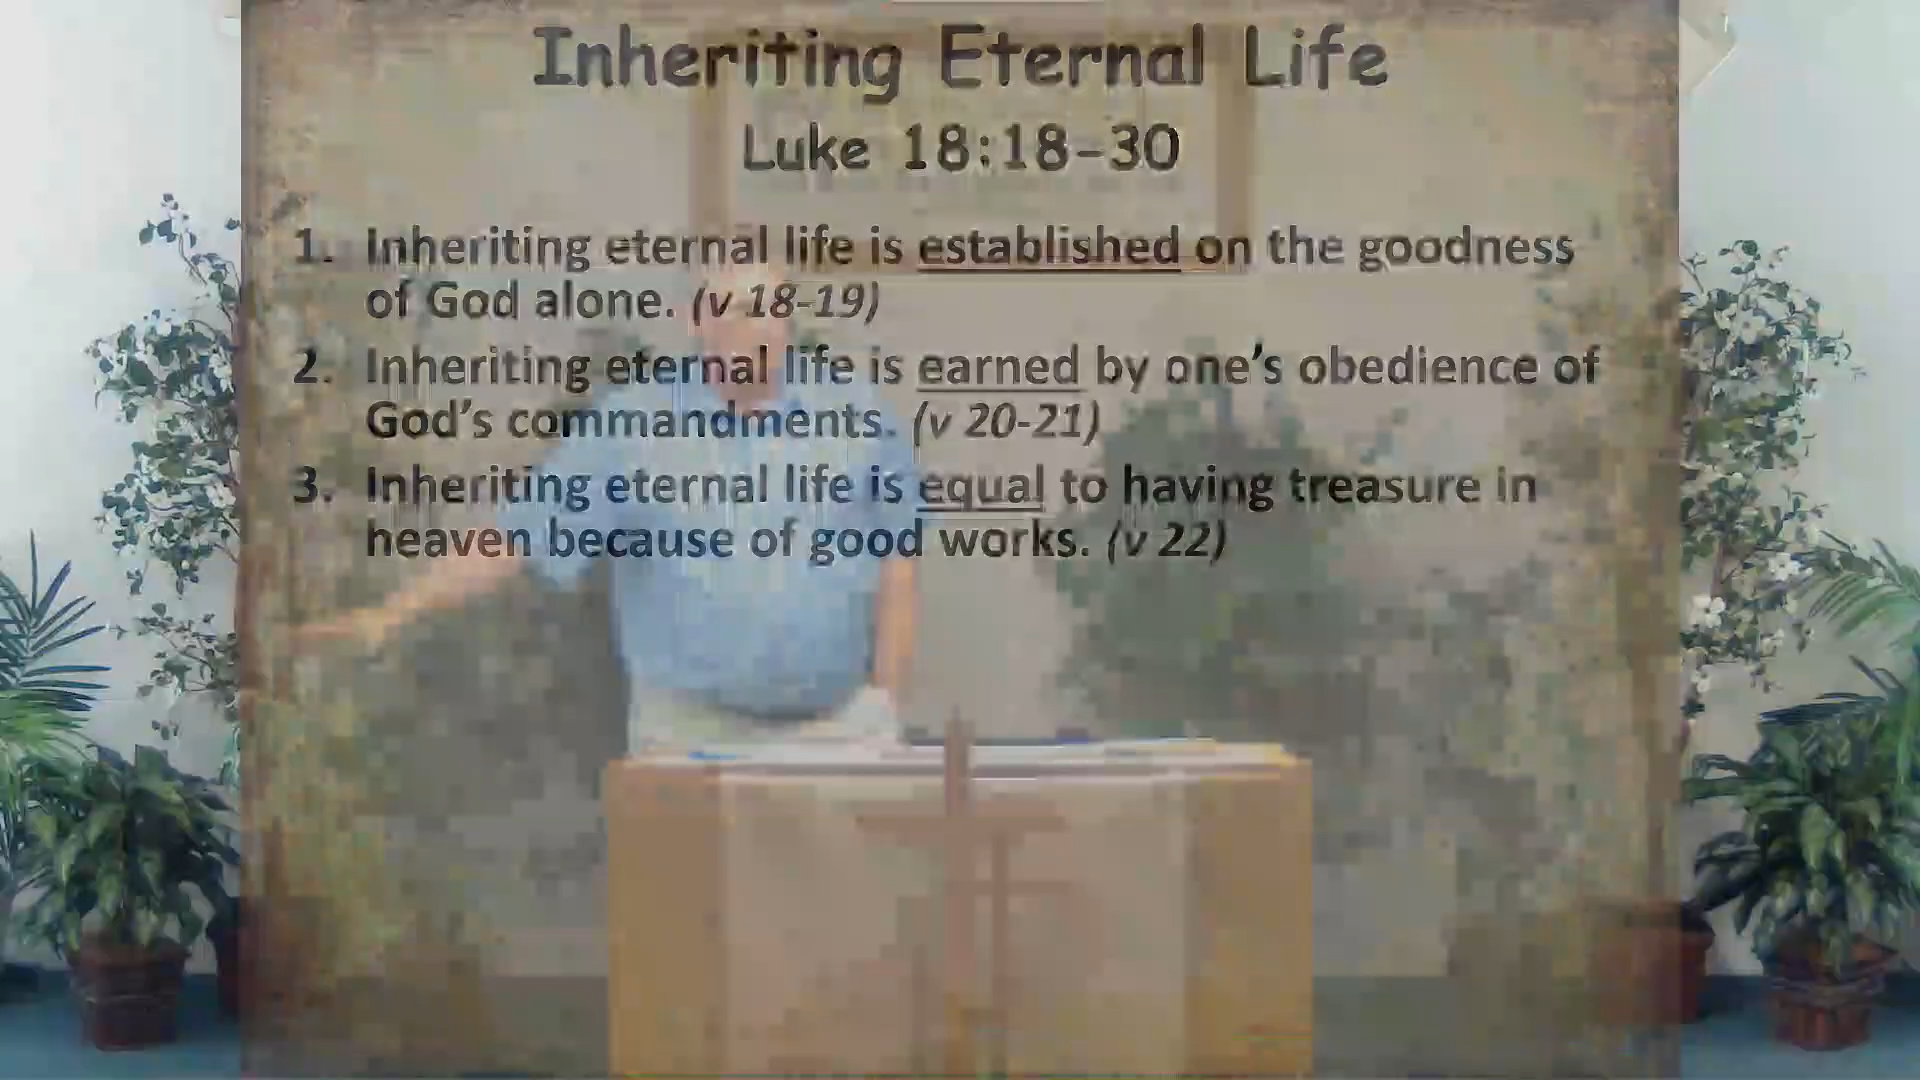 Inheriting Eternal Life
Luke 18:18-30
1. Inheriting eternal life is established on the goodness
of God alone. (v 18-19)
2. Inheriting eternal life is earned by one's obedience of
God's commandments. (v 20-21)
3. Inheriting eternal life is equal to having treasure in
heaven because of good works. (v 22)